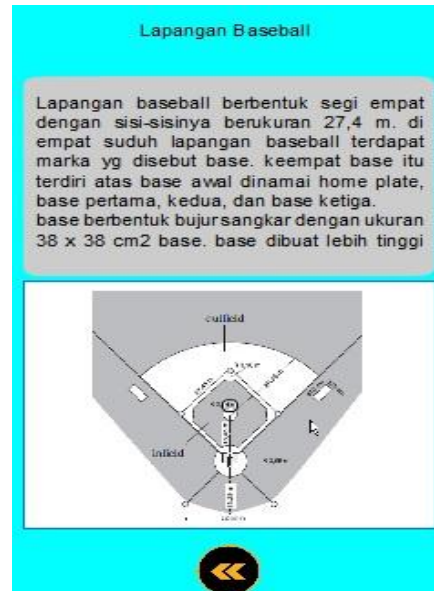 Lapangan Baseball
Lapangan baseball berbentuk segi empat
dengan sisi-sisinya berukuran 27,4 m. di
empat suduh lapangan baseball terdapat
marka yg disebut base. keempat base itu
terdiri atas base awal dinamai home plate,
base pertama, kedua, dan base ketiga.
base berbentuk bujursangkar dengan ukuran
38 x 38 cm2 base. base dibuat lebih tinggi
outfield
infield